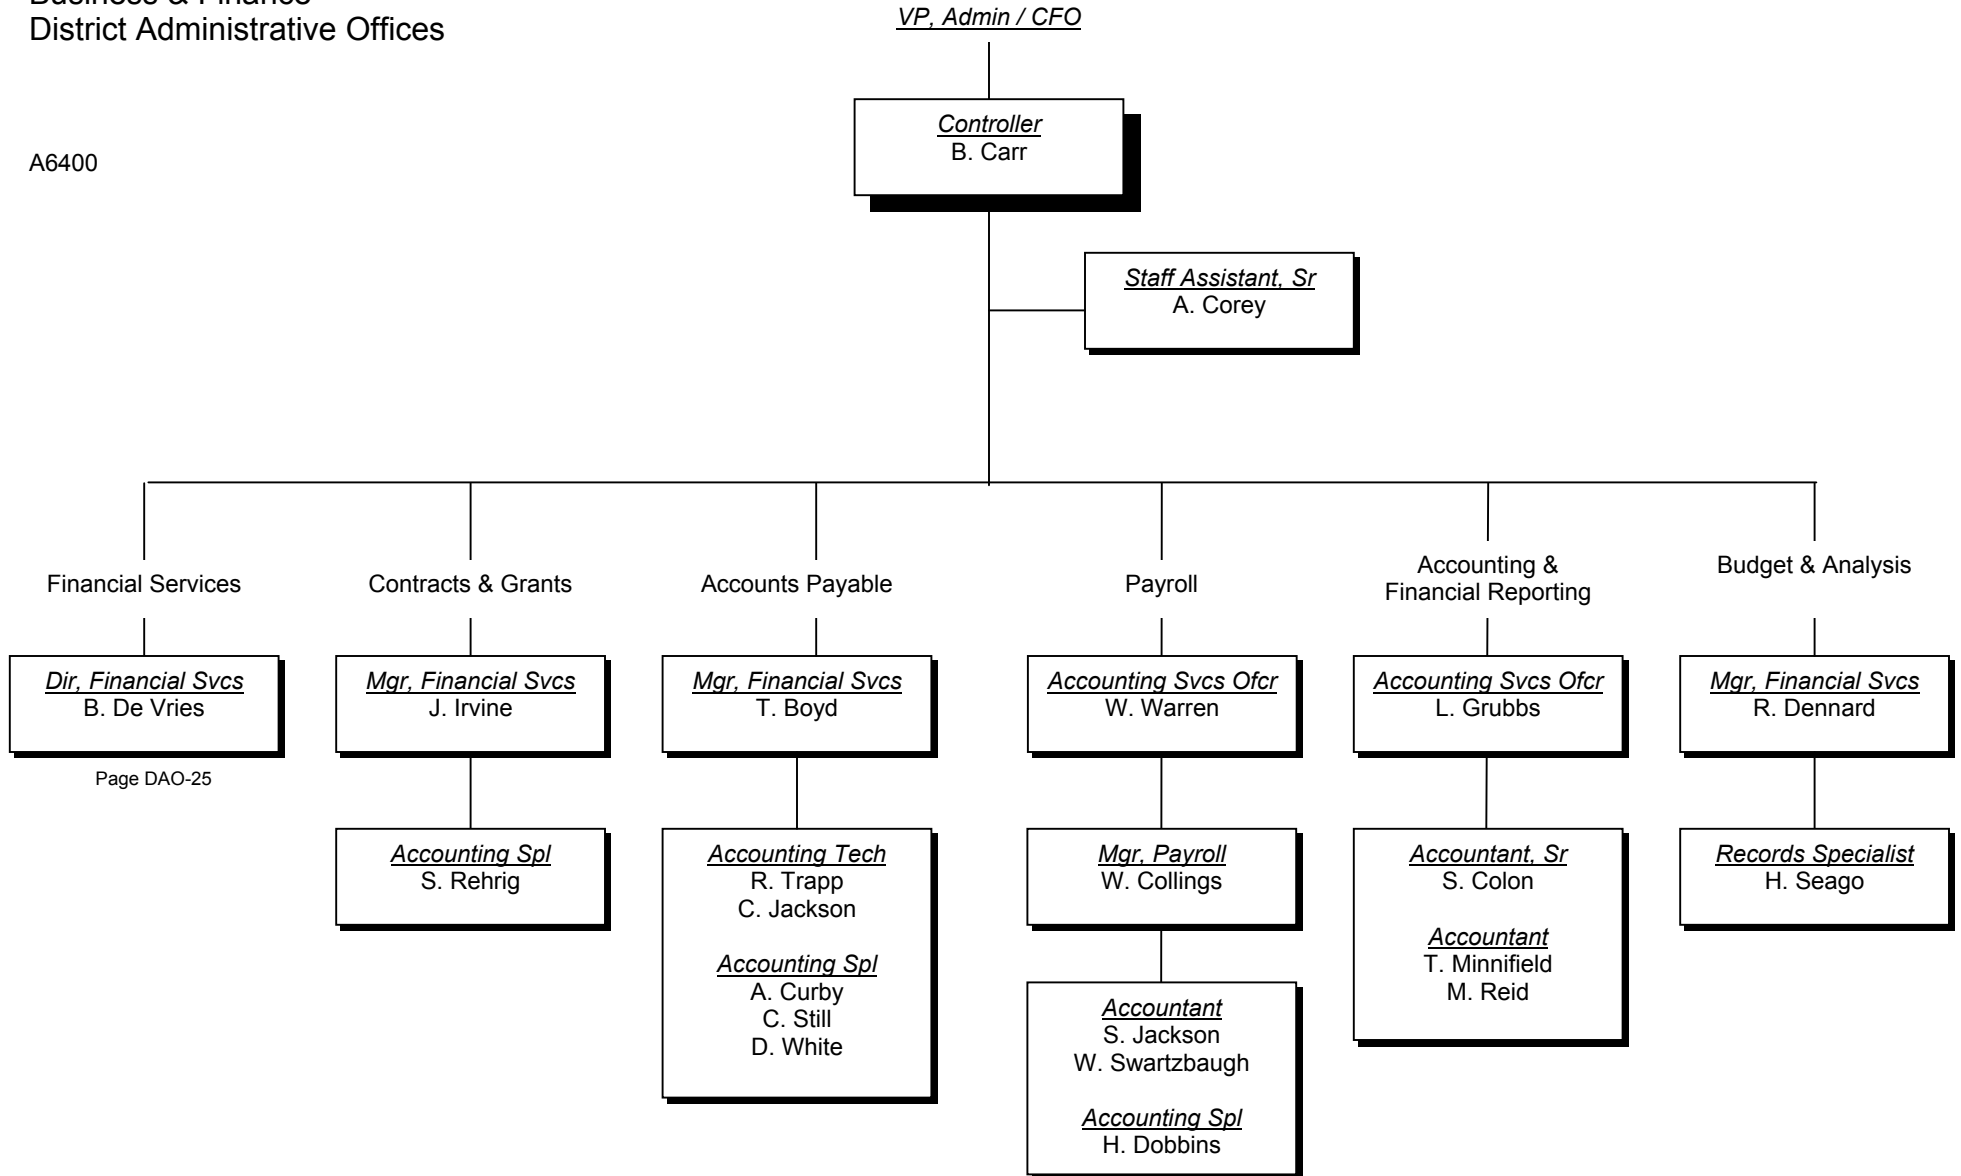 Business & Finance
District Administrative Offices
A6400
VP, Admin / CFO
Controller
B. Carr
Staff Assistant, Sr
A. Corey
Financial Services
Contracts & Grants
Accounts Payable
Payroll
Accounting &
Financial Reporting
Budget & Analysis
Dir, Financial Svcs
B. De Vries
Page DAO-25
Mgr, Financial Svcs
J. Irvine
Accounting Spl
S. Rehrig
Mgr, Financial Svcs
T. Boyd
Accounting Tech
R. Trapp
C. Jackson
Accounting Spl
A. Curby
C. Still
D. White
Accounting Svcs Ofcr
W. Warren
Mgr, Payroll
W. Collings
Accountant
S. Jackson
W. Swartzbaugh
Accounting Spl
H. Dobbins
Accounting Svcs Ofcr
L. Grubbs
Accountant, Sr
S. Colon
Accountant
T. Minnifield
M. Reid
Mgr, Financial Svcs
R. Dennard
Records Specialist
H. Seago